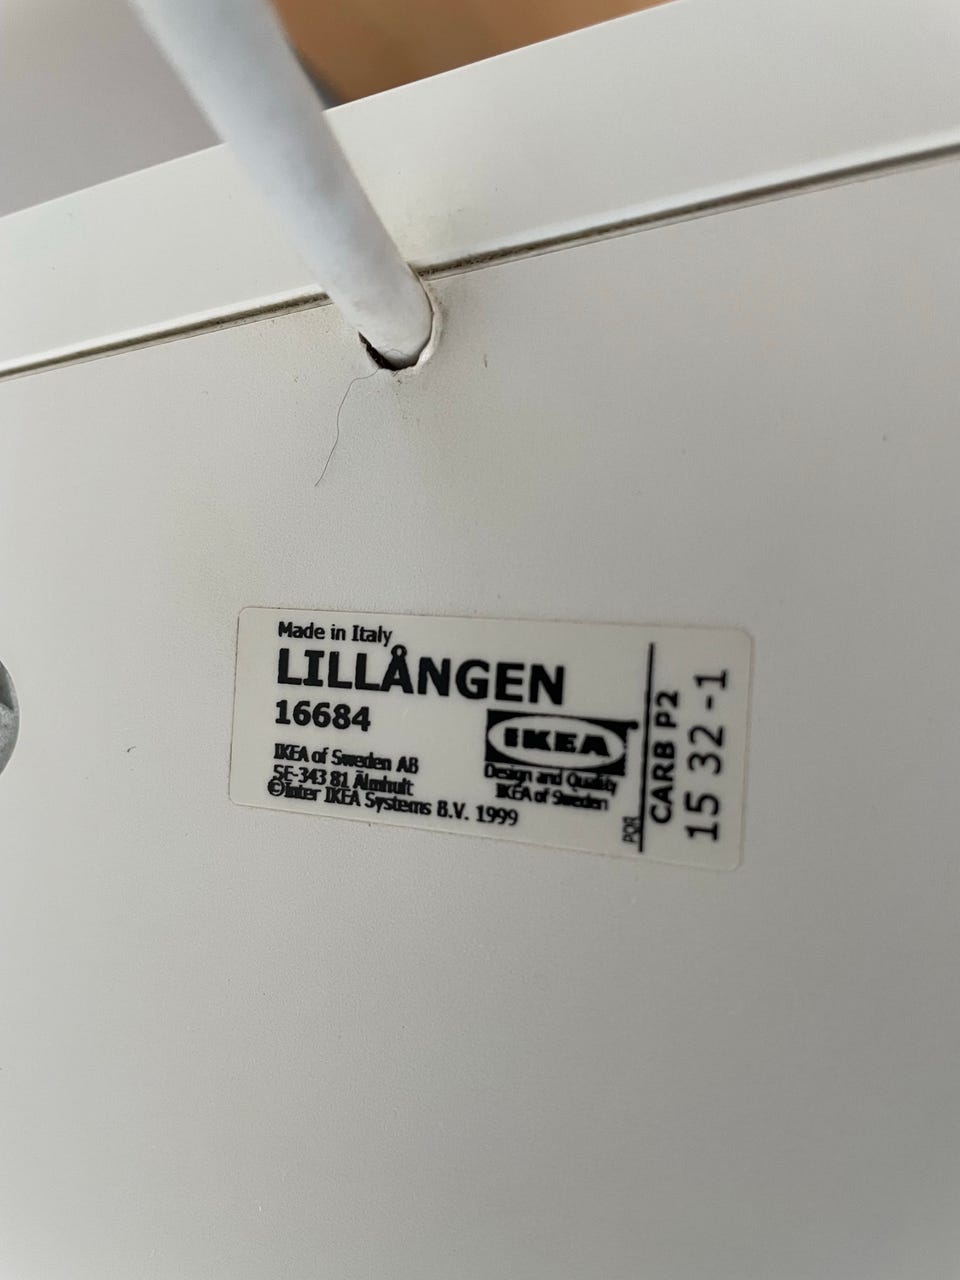 Made in Italy
LILLÅNGEN
16684
IKEA of Sweden AB
SE-343 81 Älmhult
©Inter IKEA Systems B.V. 1999
IKEA
Design and Quality
IKEA of Sweden
PQR
CARB P2
15 32 -1